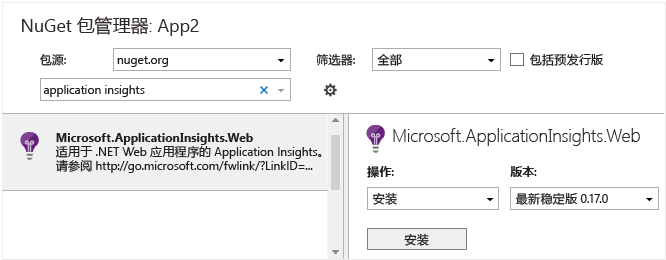 NuGet 包管理器: App2
包源: nuget.org 筛选器: 全部 包括预发行版
application insights
Microsoft.ApplicationInsights.Web
适用于 .NET Web 应用程序的 Application Insights。
请参阅 http://go.microsoft.com/fwlink/?LinkID=...
Microsoft.ApplicationInsights.Web
操作: 版本:
安装 最新稳定版 0.17.0
安装